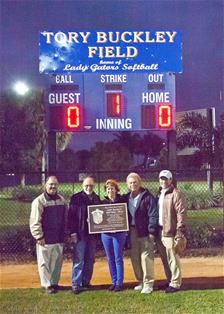 TORY BUCKLEY
FIELD
home of
Lady Gators Softball
BALL STRIKE OUT
GUEST HOME
0 1 0
INNING